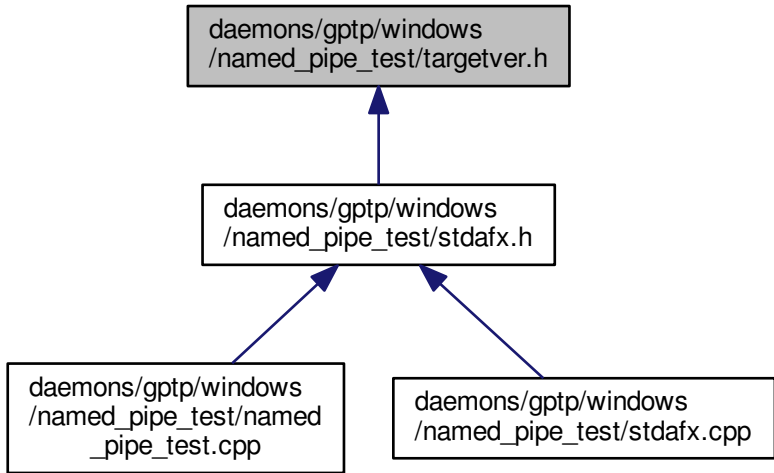 daemons/gptp/windows
/named_pipe_test/targetver.h
daemons/gptp/windows
/named_pipe_test/stdafx.h
daemons/gptp/windows
/named_pipe_test/named
_pipe_test.cpp
daemons/gptp/windows
/named_pipe_test/stdafx.cpp